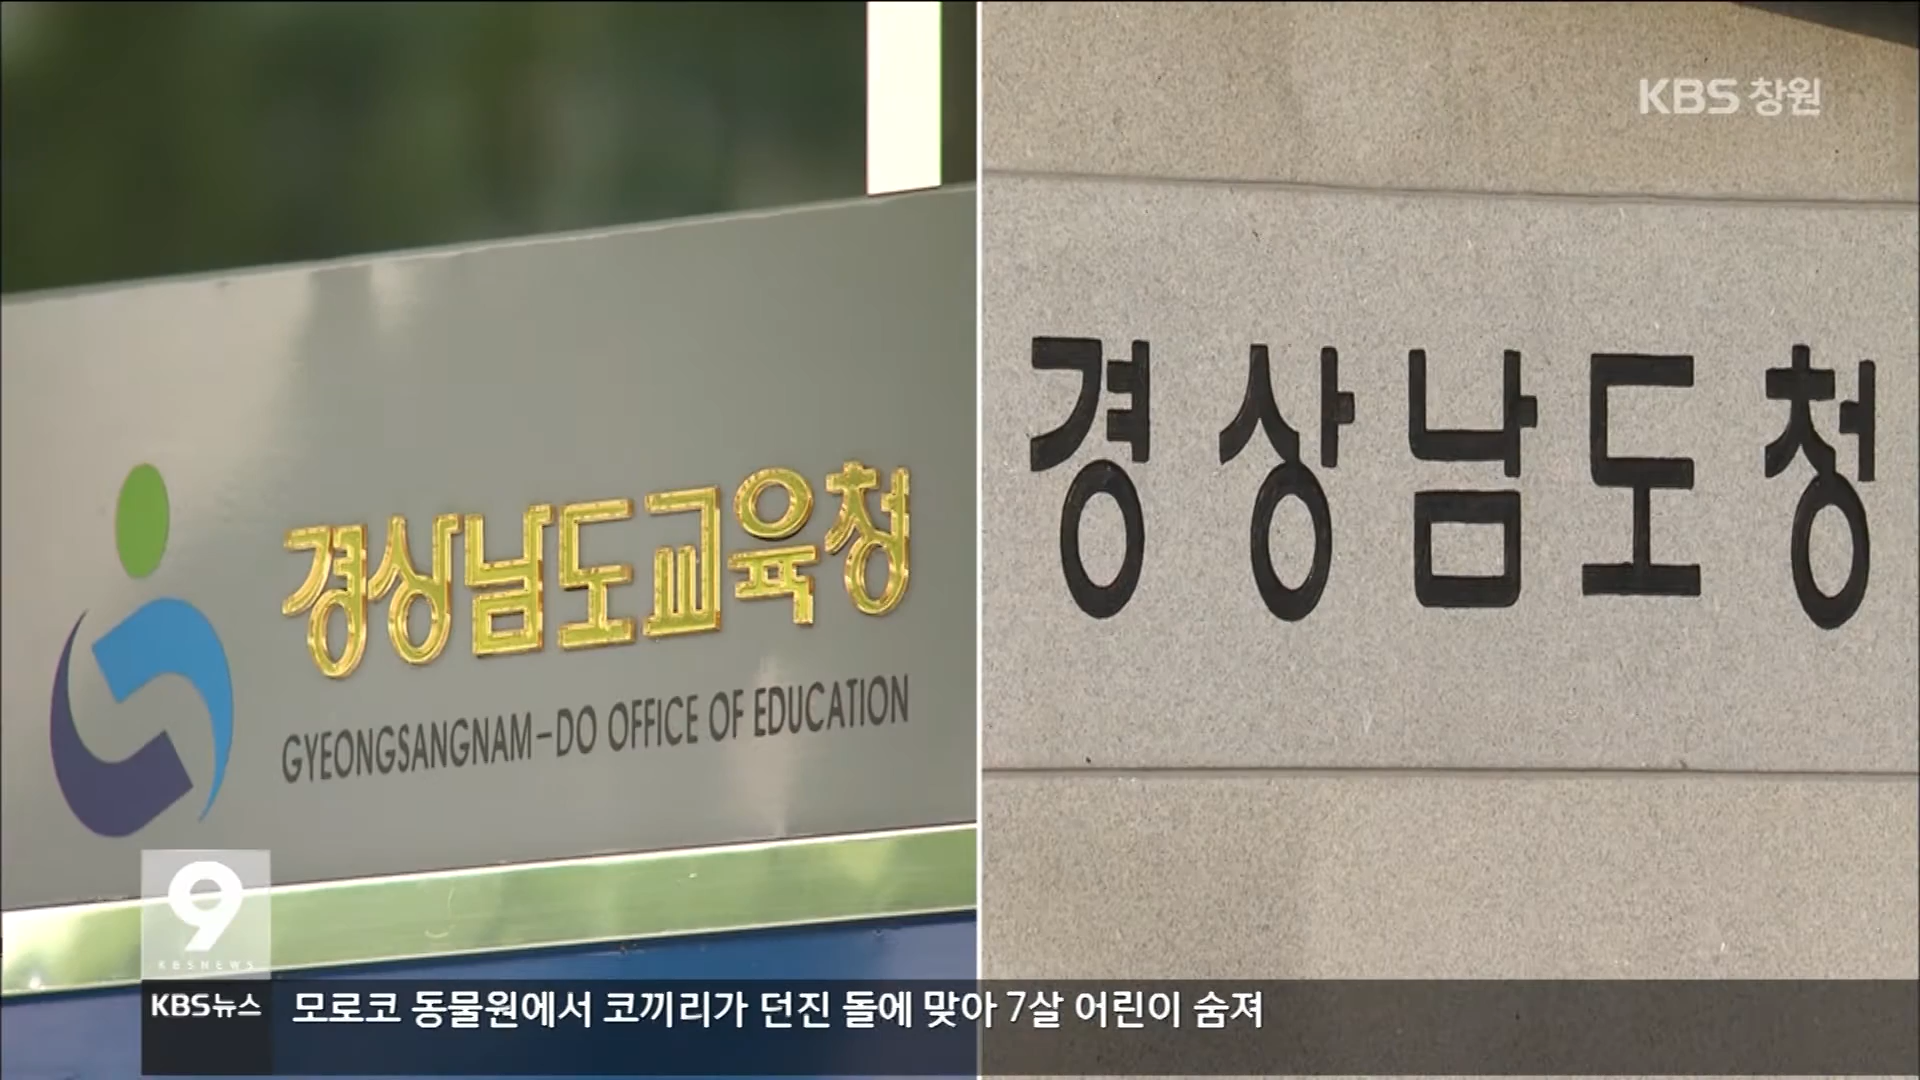 KBS 창원
경상남도교육청
GYEONGSANGNAM-DO OFFICE OF EDUCATION
경상남도청
9
KBSNEWS
KBS뉴스 모로코 동물원에서 코끼리가 던진 돌에 맞아 7살 어린이 숨져